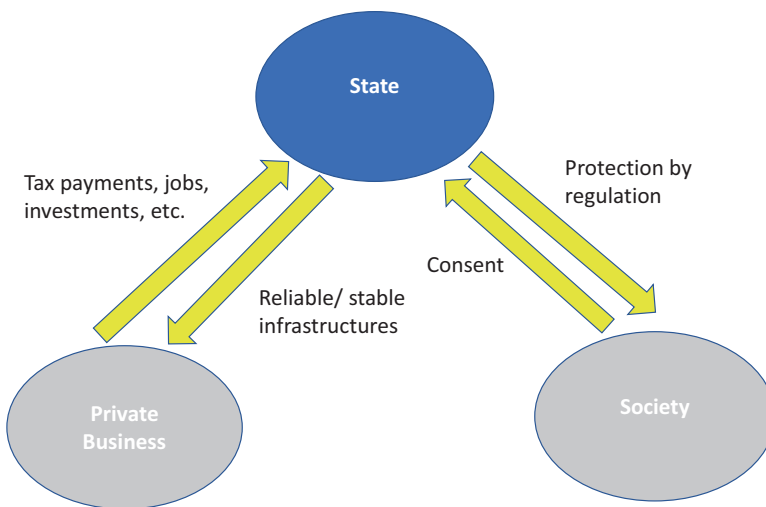 State
Tax payments, jobs,
investments, etc.
Protection by
regulation
Consent
Reliable/ stable
infrastructures
Private
Business
Society